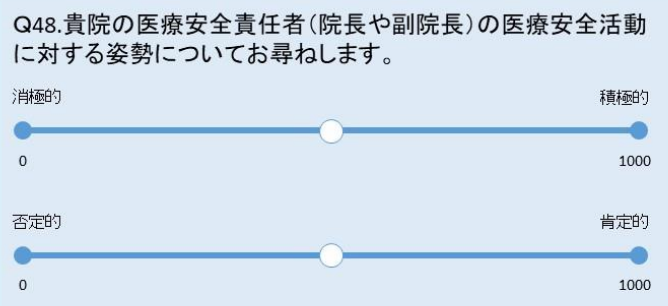 Q48.貴院の医療安全責任者（院長や副院長）の医療安全活動
に対する姿勢についてお尋ねします。
消極的 積極的
0 1000
否定的 肯定的
0 1000